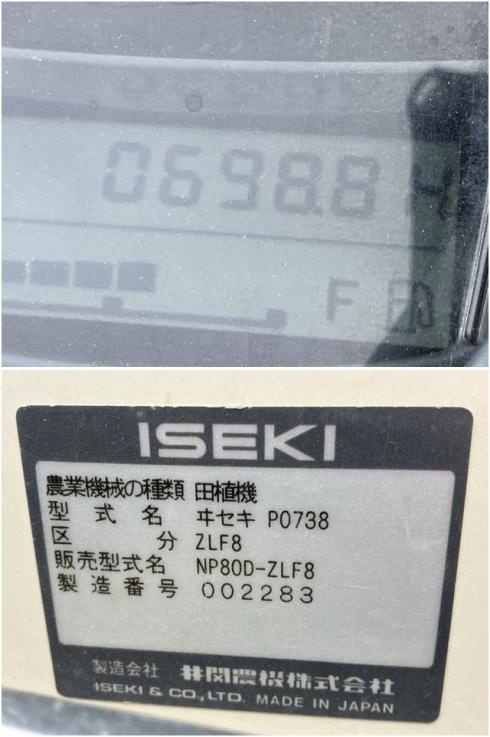 0698.8 H
F
ISEKI
農業機械の種類 田植機
型式名 ヰセキ P0738
区分 ZLF8
販売型式名 NP80D-ZLF8
製造番号 002283
製造会社 井関農機株式会社
ISEKI & CO., LTD. MADE IN JAPAN